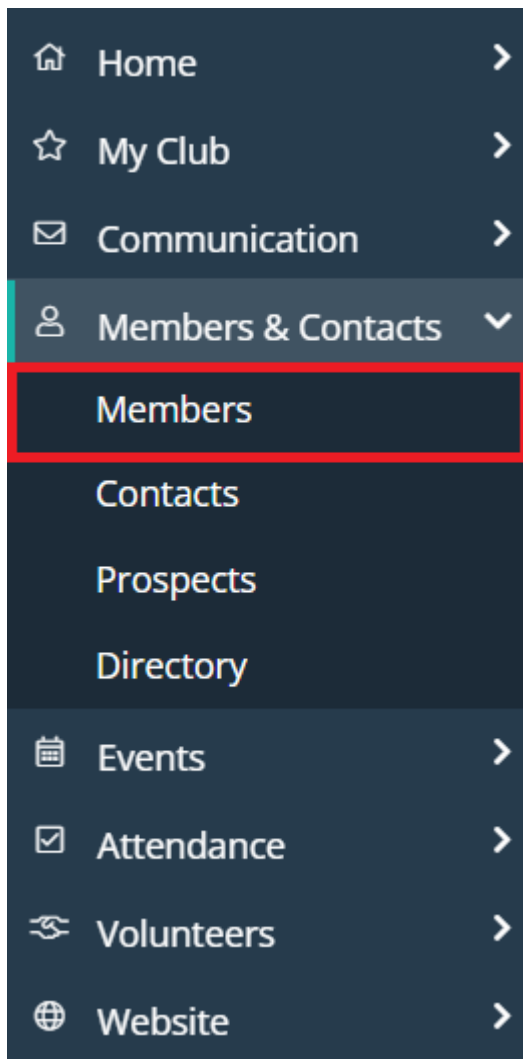 Home
My Club
Communication
Members & Contacts
Members
Contacts
Prospects
Directory
Events
Attendance
Volunteers
Website